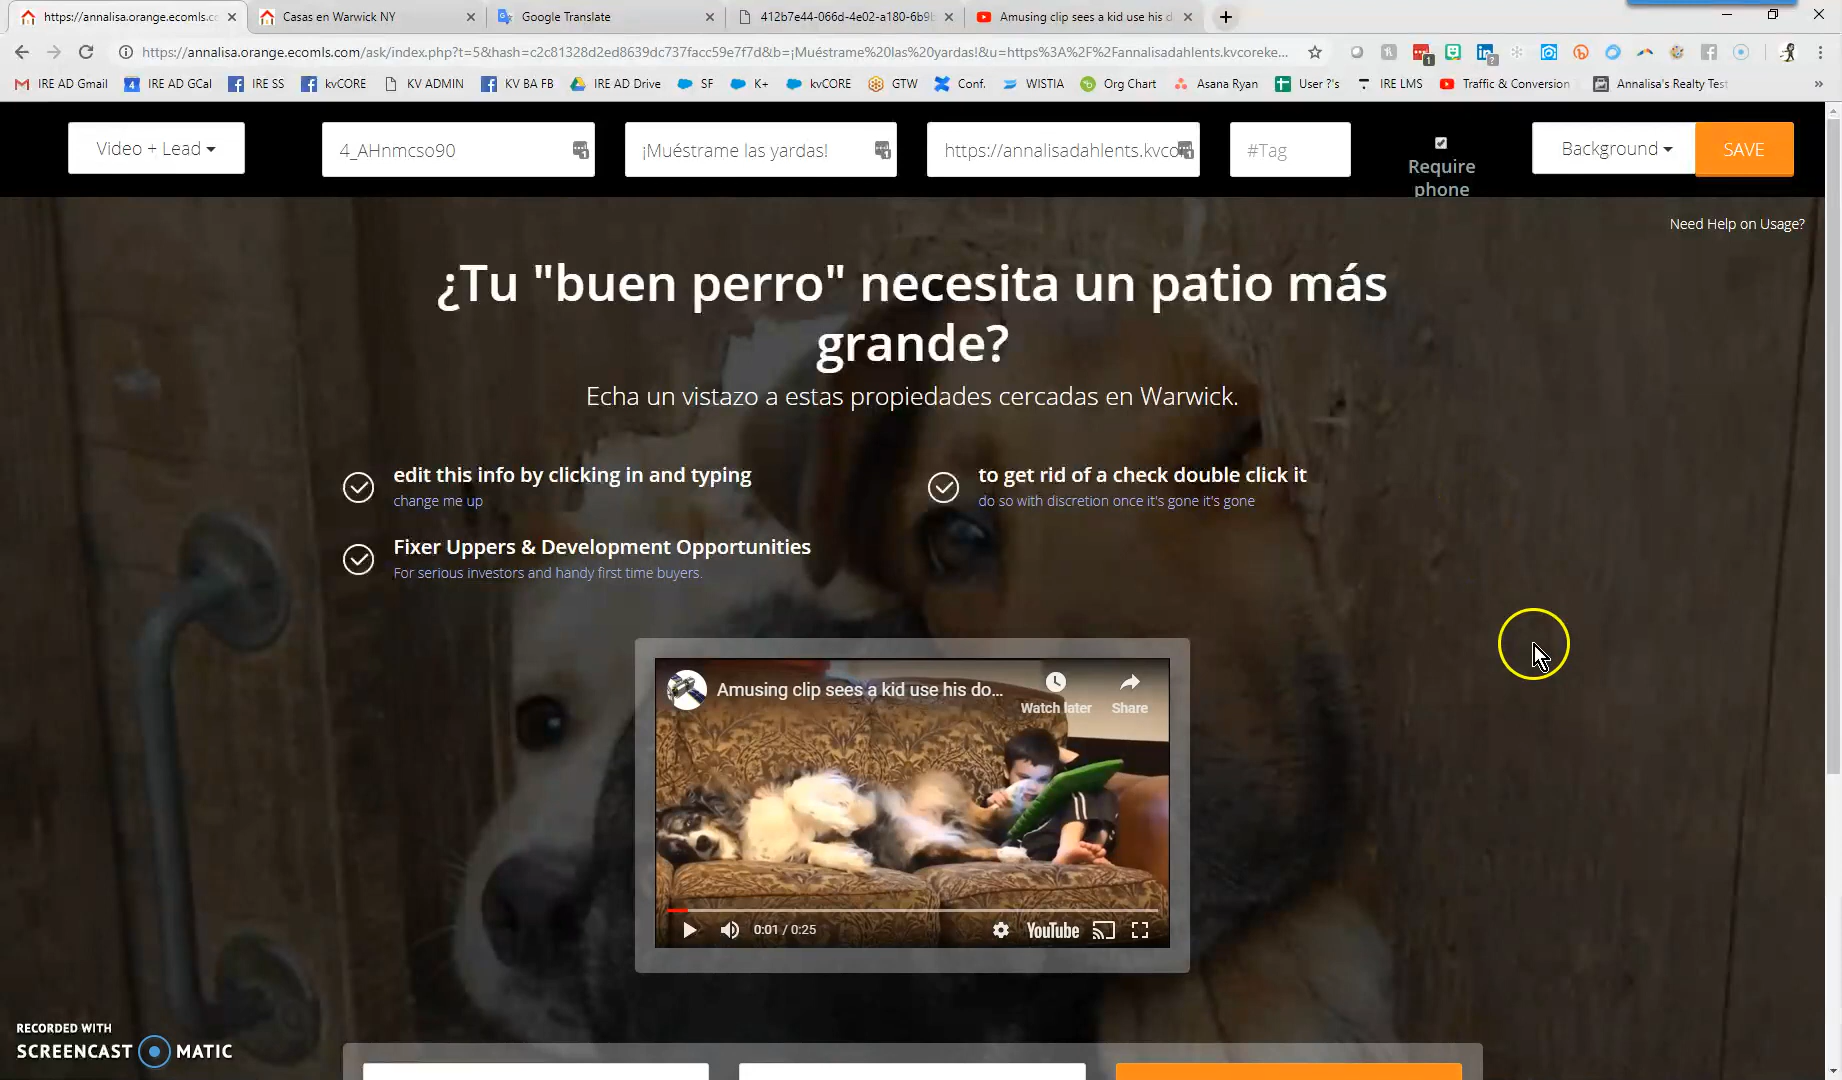 https://annalisa.orange.ecomls.cc
Casas en Warwick NY
Google Translate
412b7e44-066d-4e02-a180-6b9b
Amusing clip sees a kid use his d
https://annalisa.orange.ecomls.com/ask/index.php?t=5&hash=c2c81328d2ed8639dc737facc59e7f7d&b=¡Muéstrame%20las%20yardas!&u=https%3A%2F%2Fannalisadahlents.kvcoreke...
IRE AD Gmail
IRE AD GCal
IRE SS
kvCORE
KV ADMIN
KV BA FB
IRE AD Drive
SF
K+
kvCORE
GTW
Conf.
WISTIA
Org Chart
Asana Ryan
User ?'s
IRE LMS
Traffic & Conversion
Annalisa's Realty Test
Video + Lead
4_AHnmcso90
¡Muéstrame las yardas!
https://annalisadahlents.kvco
#Tag
Require
phone
Background
SAVE
Need Help on Usage?
¿Tu "buen perro" necesita un patio más
grande?
Echa un vistazo a estas propiedades cercadas en Warwick.
edit this info by clicking in and typing
change me up
to get rid of a check double click it
do so with discretion once it's gone it's gone
Fixer Uppers & Development Opportunities
For serious investors and handy first time buyers.
Amusing clip sees a kid use his do...
Watch later
Share
0:01 / 0:25
YouTube
RECORDED WITH
SCREENCAST MATIC